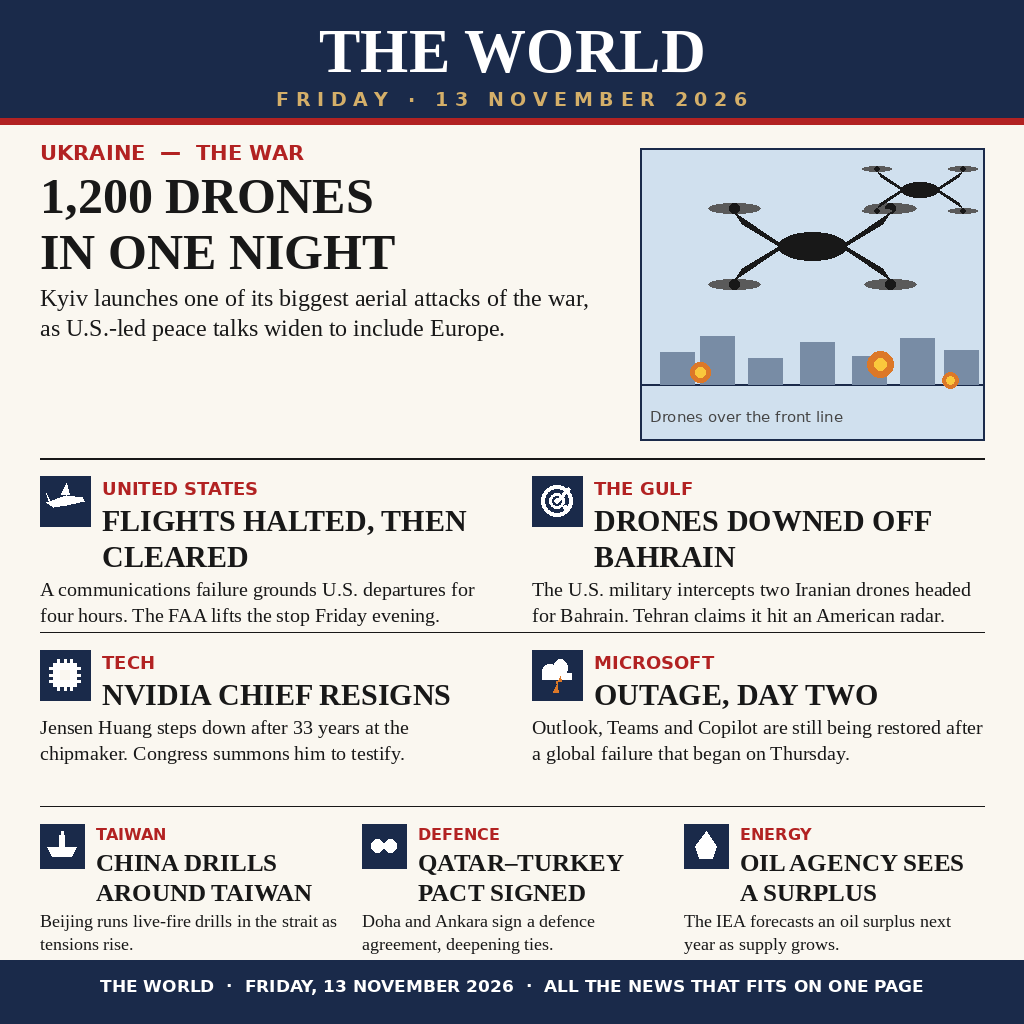 THE WORLD
FRIDAY · 13 NOVEMBER 2026
UKRAINE — THE WAR
1,200 DRONES
IN ONE NIGHT
Kyiv launches one of its biggest aerial attacks of the war,
as U.S.-led peace talks widen to include Europe.
Drones over the front line
UNITED STATES
FLIGHTS HALTED, THEN
CLEARED
A communications failure grounds U.S. departures for
four hours. The FAA lifts the stop Friday evening.
THE GULF
DRONES DOWNED OFF
BAHRAIN
The U.S. military intercepts two Iranian drones headed
for Bahrain. Tehran claims it hit an American radar.
TECH
NVIDIA CHIEF RESIGNS
Jensen Huang steps down after 33 years at the
chipmaker. Congress summons him to testify.
MICROSOFT
OUTAGE, DAY TWO
Outlook, Teams and Copilot are still being restored after
a global failure that began on Thursday.
TAIWAN
CHINA DRILLS
AROUND TAIWAN
Beijing runs live-fire drills in the strait as
tensions rise.
DEFENCE
QATAR–TURKEY
PACT SIGNED
Doha and Ankara sign a defence
agreement, deepening ties.
ENERGY
OIL AGENCY SEES
A SURPLUS
The IEA forecasts an oil surplus next
year as supply grows.
THE WORLD · FRIDAY, 13 NOVEMBER 2026 · ALL THE NEWS THAT FITS ON ONE PAGE